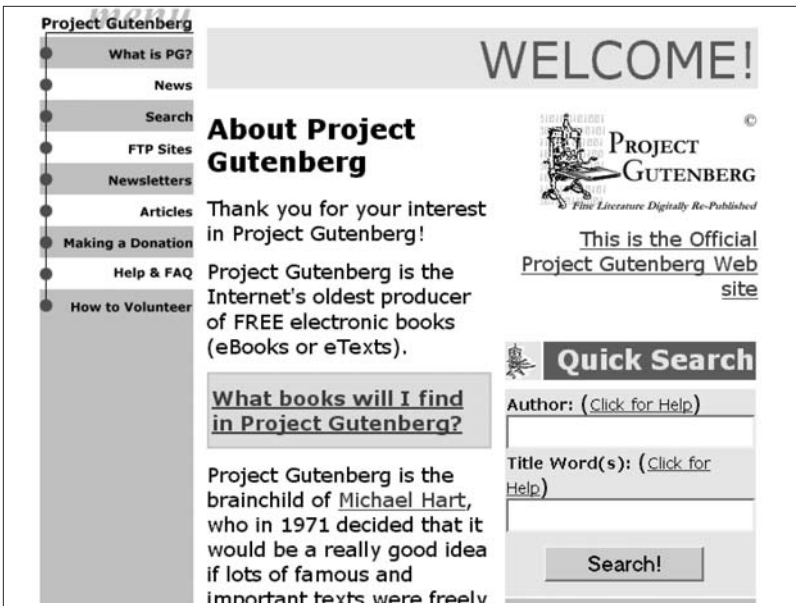 menu
Project Gutenberg
What is PG?
News
Search
FTP Sites
Newsletters
Articles
Making a Donation
Help & FAQ
How to Volunteer
WELCOME!
About Project
Gutenberg
Thank you for your interest
in Project Gutenberg!
Project Gutenberg is the
Internet's oldest producer
of FREE electronic books
(eBooks or eTexts).
What books will I find
in Project Gutenberg?
Project Gutenberg is the
brainchild of Michael Hart,
who in 1971 decided that it
would be a really good idea
if lots of famous and
important texts were freely
©
PROJECT
GUTENBERG
Fine Literature Digitally Re-Published
This is the Official
Project Gutenberg Web
site
Quick Search
Author: (Click for Help)
Title Word(s): (Click for
Help)
Search!